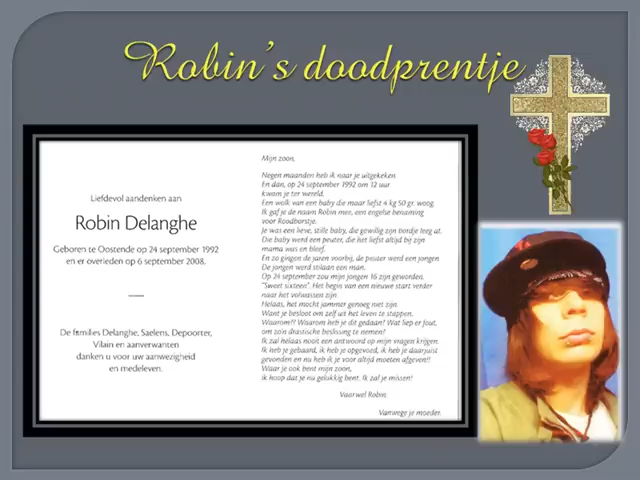 Robin's doodprentje
Liefdevol aandenken aan
Robin Delanghe
Geboren te Oostende op 24 september 1992
en er overleden op 6 september 2008.
De families Delanghe, Saelens, Depoorter,
Vilain en aanverwanten
danken u voor uw aanwezigheid
en medeleven.
Mijn zoon,
Negen maanden heb ik naar je uitgekeken
En dan, op 24 september 1992 om 12 uur
kwam je ter wereld.
Een wolk van een baby die maar liefst 4 kg 50 gr. woog.
Ik gaf je de naam Robin mee, een engelse benaming
voor Roodborstje.
Je was een lieve, stille baby, die gewillig zijn bordje leeg at.
Die baby werd een peuter, die het liefst altijd bij zijn
mama was en bleef.
En zo gingen de jaren voorbij, de peuter werd een jongen
De jongen werd stilaan een man.
Op 24 september zou mijn jongen 16 zijn geworden.
"Sweet sixteen". Het begin van een nieuwe start verder
naar het volwassen zijn
Helaas, het mocht jammer genoeg niet zijn.
Want je besloot om zelf uit het leven te stappen.
Waarom?? Waarom heb je dit gedaan? Wat liep er fout,
om zo'n drastische beslissing te nemen?
Ik zal helaas nooit een antwoord op mijn vragen krijgen.
Ik heb je gebaard, ik heb je opgevoed, ik heb je daarjuist
gevonden en nu heb ik je voor altijd moeten afgeven!!
Waar je ook bent mijn zoon,
ik hoop dat je nu gelukkig bent. Ik zal je missen!
Vaarwel Robin.
Vanwege je moeder.